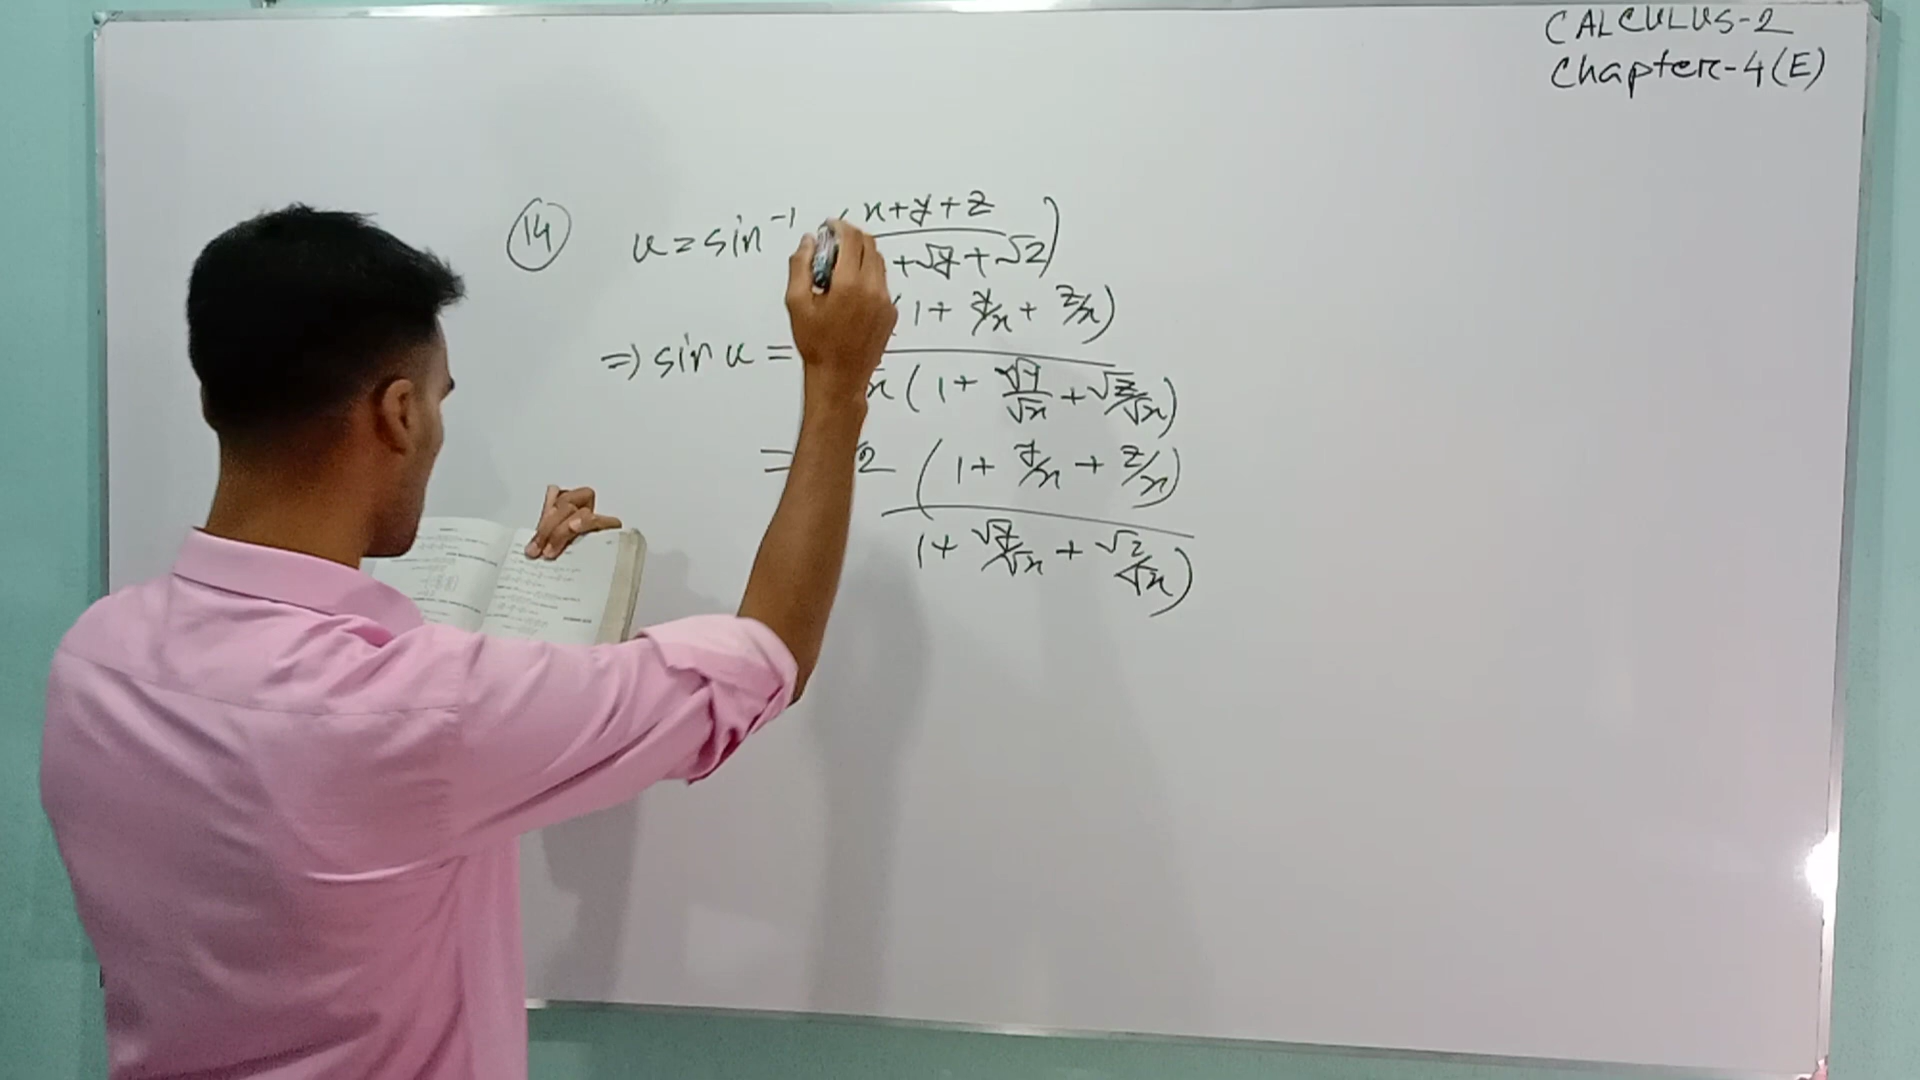 CALCULUS-2
Chapter-4(E)
14 u = sin⁻¹ (x+y+z
+√y+√z)
(1+ y/x + z/x)
⇒ sin u =
x(1+ √y/√x + √z/√x)
= 2 (1+ y/x + z/x)
1+ √y/√x + √z/√x)